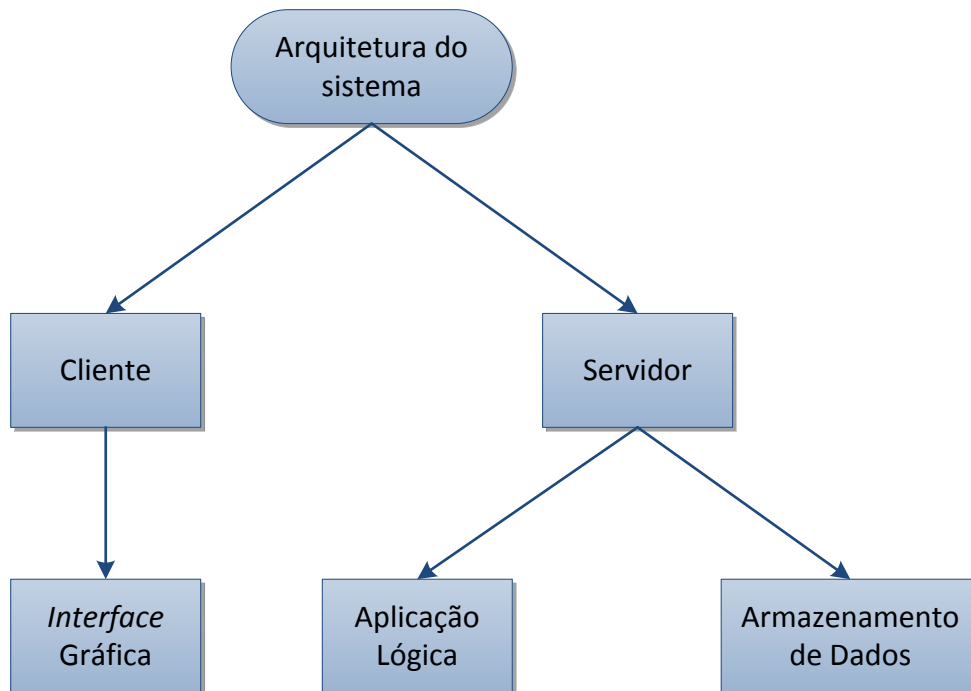 Arquitetura do
sistema
Cliente
Servidor
Interface
Gráfica
Aplicação
Lógica
Armazenamento
de Dados